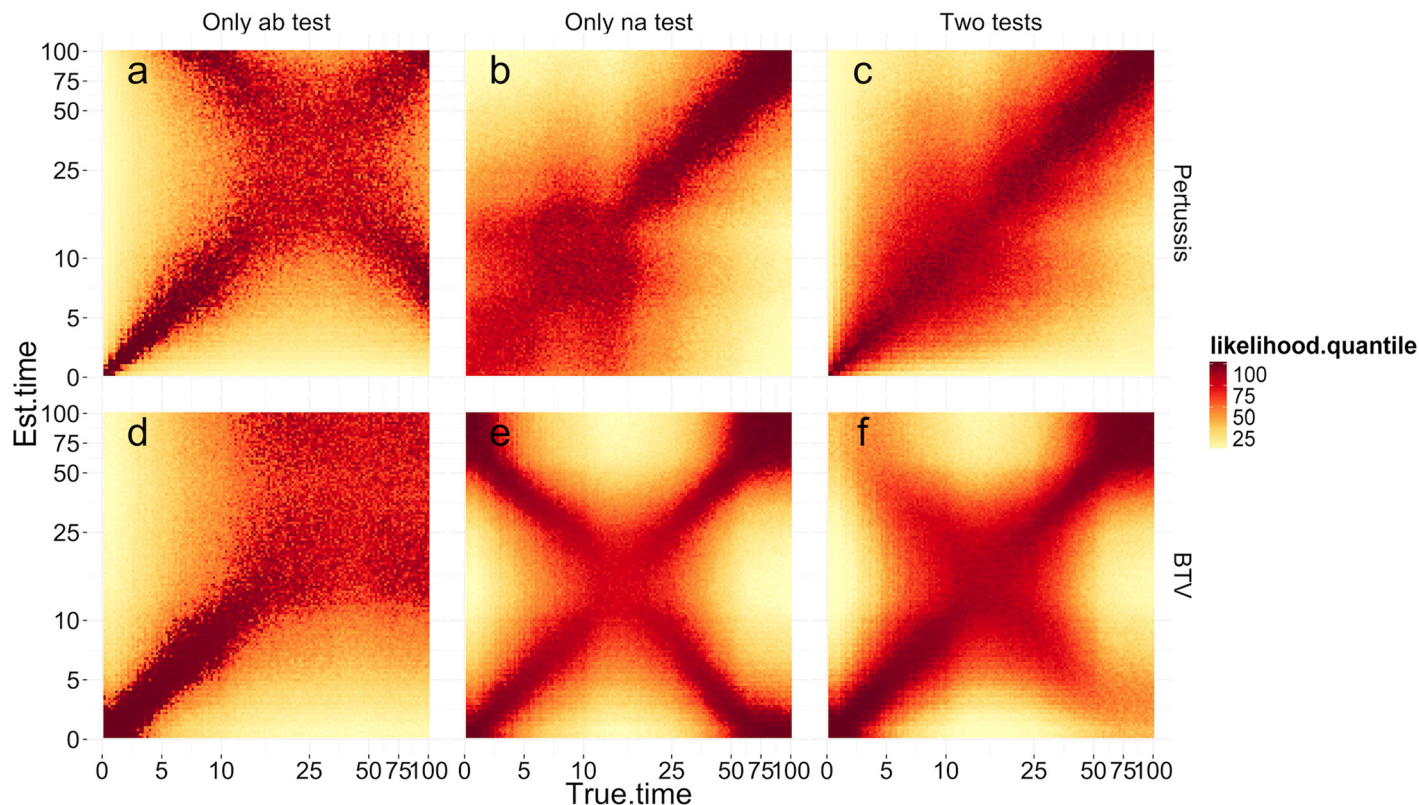 Only ab test Only na test Two tests
100 a b c
75
50
25
10
5
0
Pertussis
Est.time
likelihood.quantile
100
75
50
25
100 d e f
75
50
25
10
5
0
BTV
0 5 10 25 50 75 100 0 5 10 25 50 75 100 0 5 10 25 50 75 100
True.time